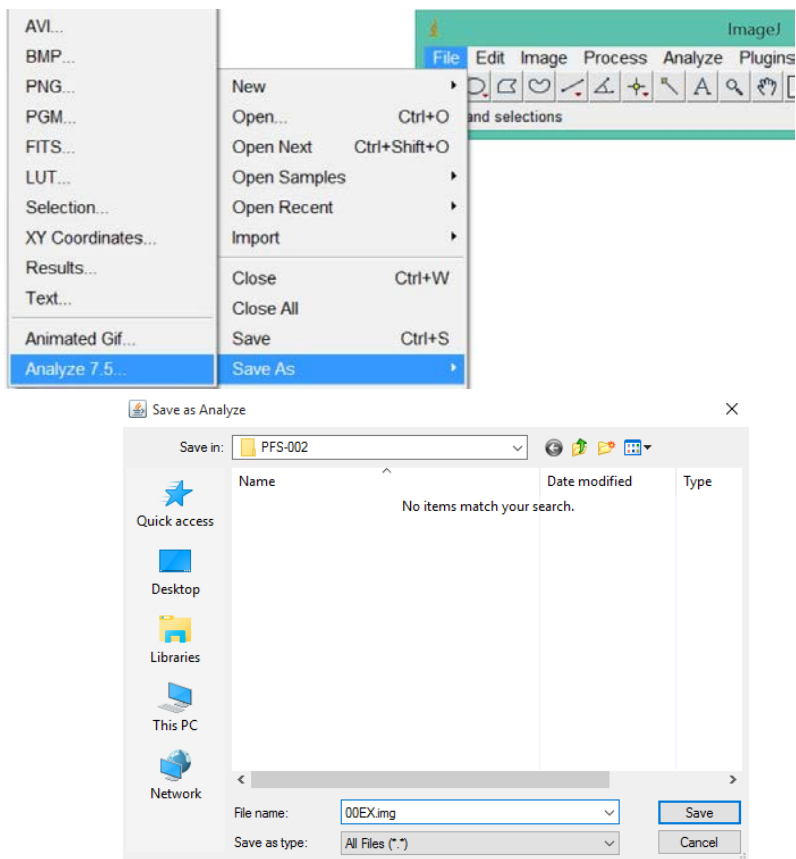 AVI...
BMP...
PNG...
PGM...
FITS...
LUT...
Selection...
XY Coordinates...
Results...
Text...
Animated Gif...
Analyze 7.5...
New
Open... Ctrl+O
Open Next Ctrl+Shift+O
Open Samples
Open Recent
Import
Close Ctrl+W
Close All
Save Ctrl+S
Save As
ImageJ
File Edit Image Process Analyze Plugins
A
and selections
Save as Analyze
Save in: PFS-002
Name Date modified Type
No items match your search.
Quick access
Desktop
Libraries
This PC
Network
File name: 00EX.img Save
Save as type: All Files (*.*) Cancel